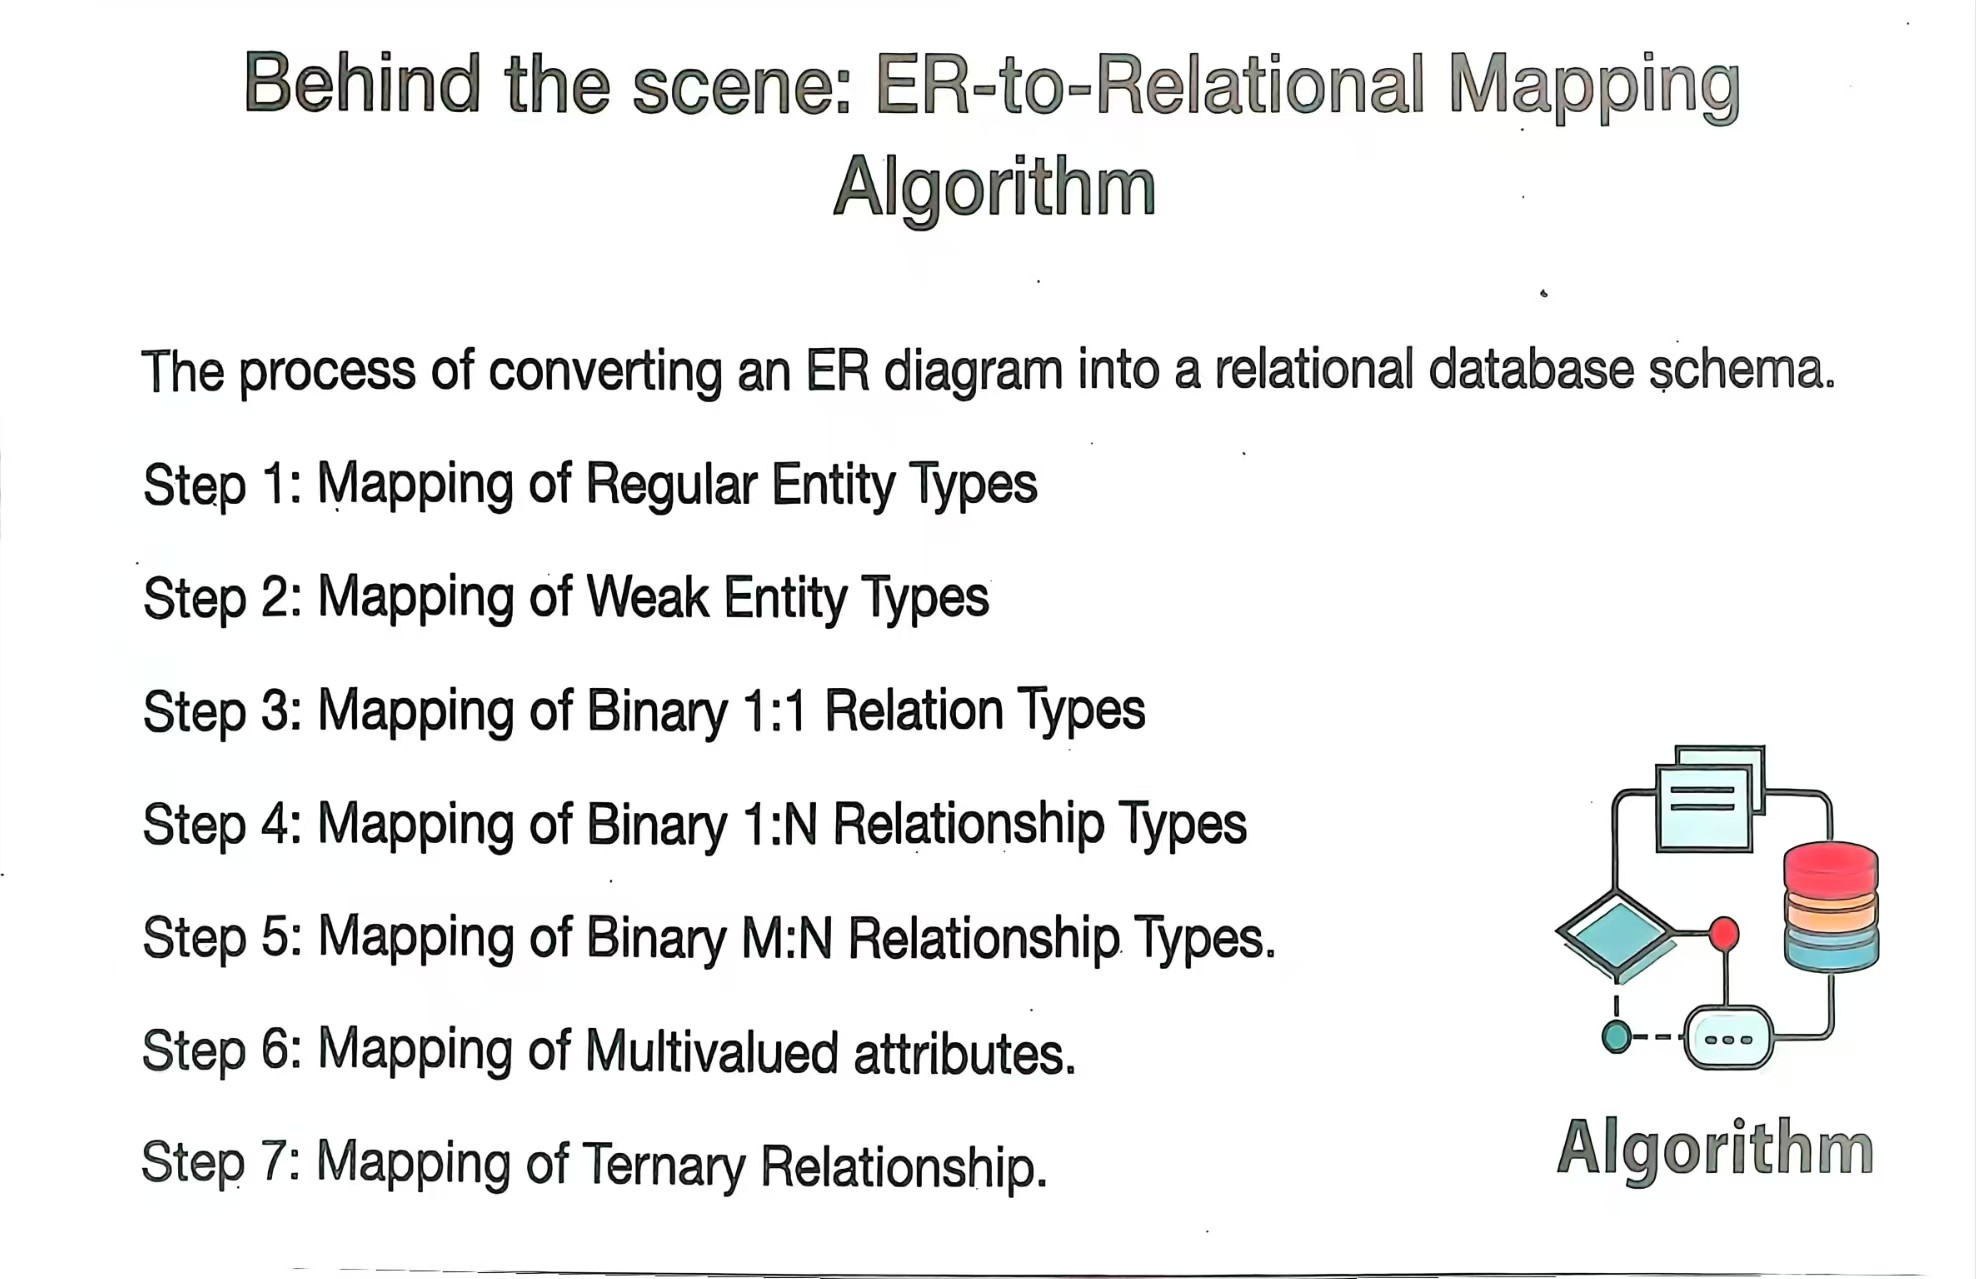 Behind the scene: ER-to-Relational Mapping
Algorithm
The process of converting an ER diagram into a relational database schema.
Step 1: Mapping of Regular Entity Types
Step 2: Mapping of Weak Entity Types
Step 3: Mapping of Binary 1:1 Relation Types
Step 4: Mapping of Binary 1:N Relationship Types
Step 5: Mapping of Binary M:N Relationship Types.
Step 6: Mapping of Multivalued attributes.
Step 7: Mapping of Ternary Relationship.
Algorithm